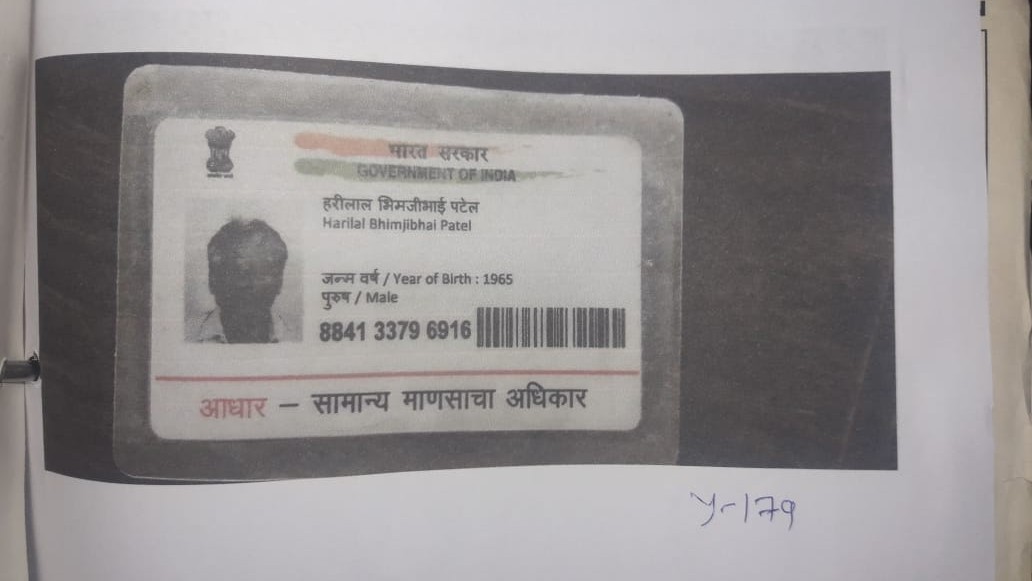 भारत सरकार
GOVERNMENT OF INDIA
हरीलाल भिमजीभाई पटेल
Harilal Bhimjibhai Patel
जन्म वर्ष / Year of Birth : 1965
पुरुष / Male
8841 3379 6916
आधार – सामान्य माणसाचा अधिकार